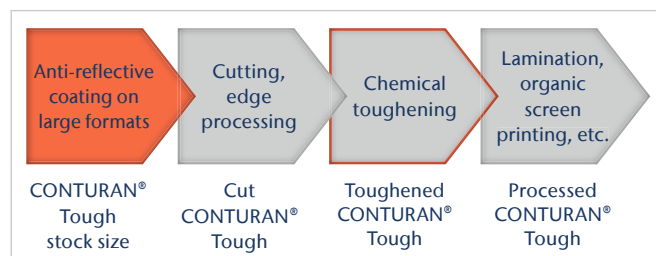 Anti-reflective
coating on
large formats
Cutting,
edge
processing
Chemical
toughening
Lamination,
organic
screen
printing, etc.
CONTURAN®
Tough
stock size
Cut
CONTURAN®
Tough
Toughened
CONTURAN®
Tough
Processed
CONTURAN®
Tough